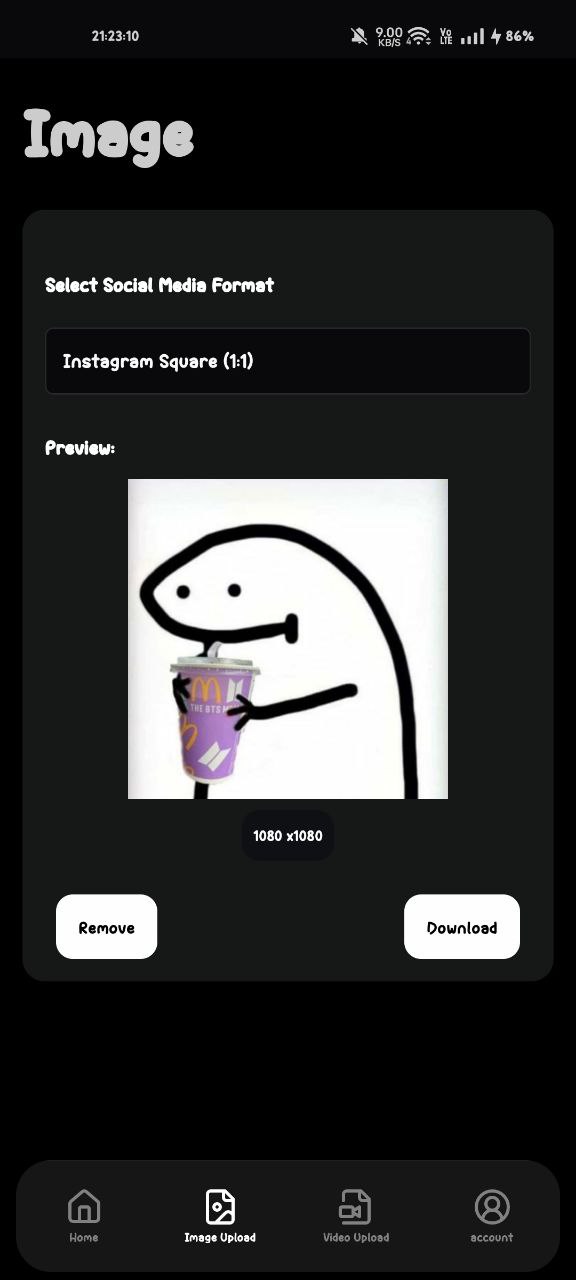 21:23:10
9.00 KB/S
4
Vo LTE
86%
Image
Select Social Media Format
Instagram Square (1:1)
Preview:
THE BTS
1080 x1080
Remove
Download
Home
Image Upload
Video Upload
account